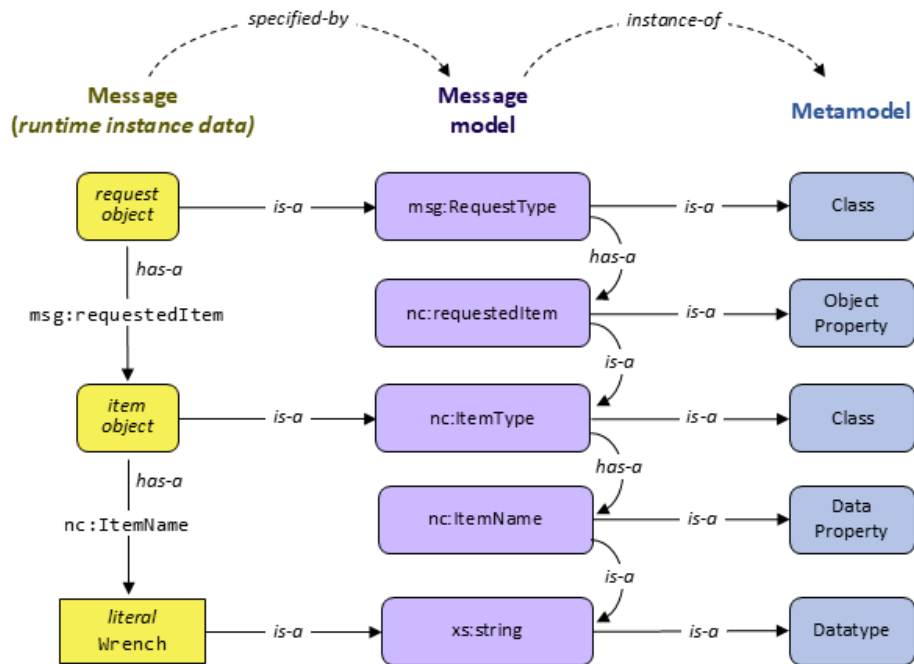 specified-by
instance-of
Message
(runtime instance data)
Message
model
Metamodel
request
object
is-a
msg:RequestType
is-a
Class
has-a
has-a
msg:requestedItem
nc:requestedItem
is-a
Object
Property
is-a
item
object
is-a
nc:ItemType
is-a
Class
has-a
has-a
nc:ItemName
nc:ItemName
is-a
Data
Property
is-a
literal
Wrench
is-a
xs:string
is-a
Datatype